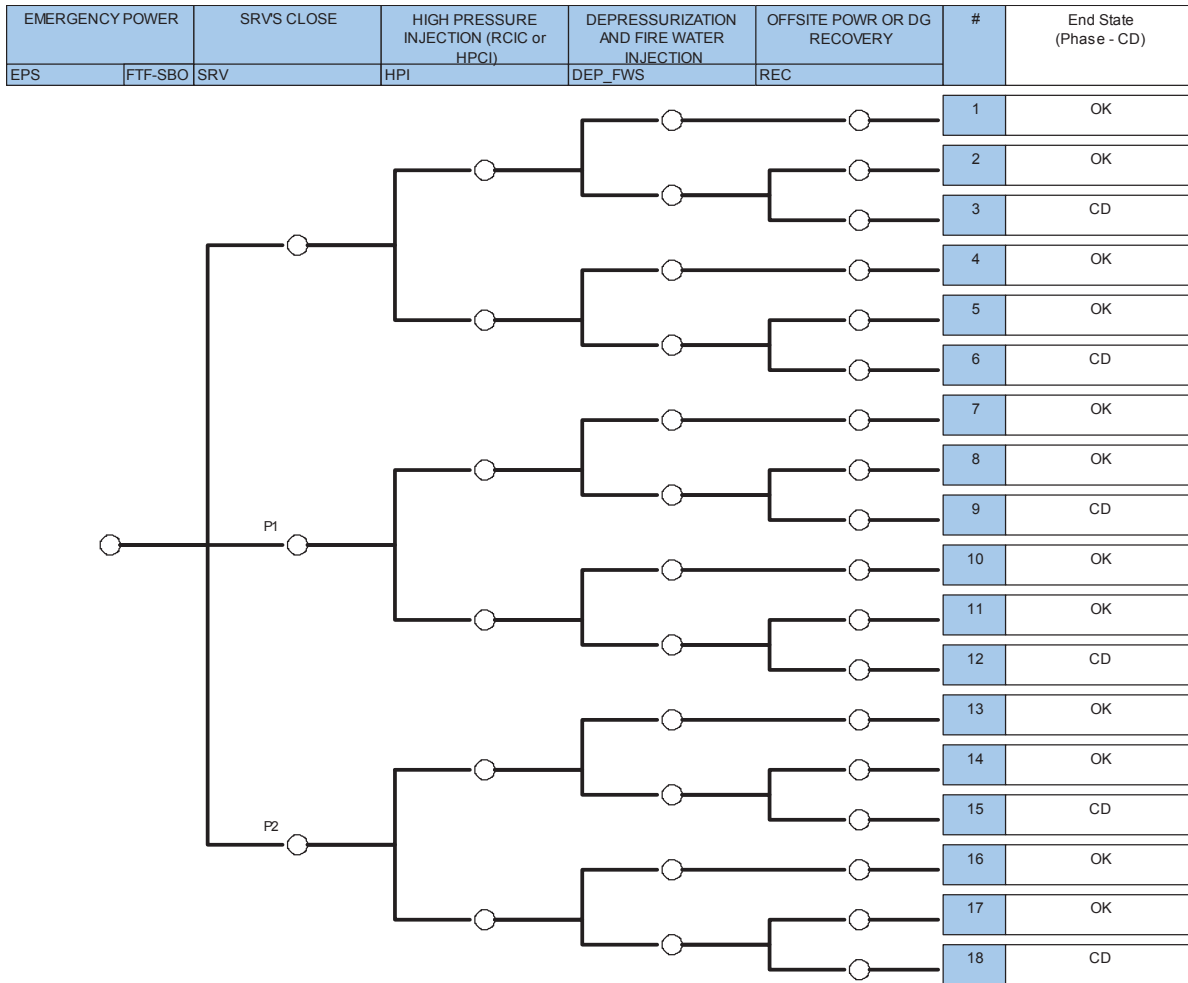 EMERGENCY POWER
SRV'S CLOSE
HIGH PRESSURE
INJECTION (RCIC or
HPCI)
DEPRESSURIZATION
AND FIRE WATER
INJECTION
OFFSITE POWR OR DG
RECOVERY
#
End State
(Phase - CD)
EPS
FTF-SBO
SRV
HPI
DEP_FWS
REC
1 OK
2 OK
3 CD
4 OK
5 OK
6 CD
7 OK
8 OK
9 CD
P1
10 OK
11 OK
12 CD
13 OK
14 OK
15 CD
P2
16 OK
17 OK
18 CD